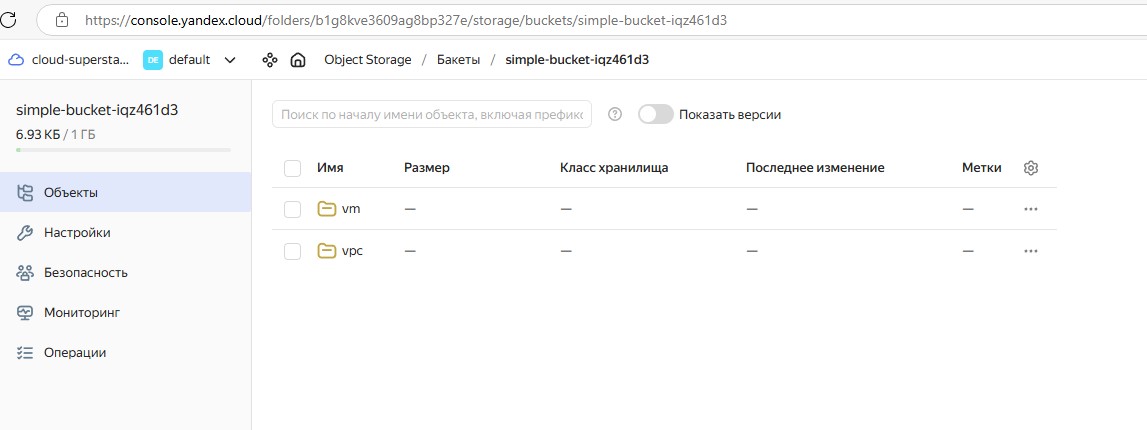 https://console.yandex.cloud/folders/b1g8kve3609ag8bp327e/storage/buckets/simple-bucket-iqz461d3
cloud-supersta... DE default Object Storage / Бакеты / simple-bucket-iqz461d3
simple-bucket-iqz461d3
6.93 КБ / 1 ГБ
Объекты
Настройки
Безопасность
Мониторинг
Операции
Поиск по началу имени объекта, включая префикс ? Показать версии
Имя Размер Класс хранилища Последнее изменение Метки
vm — — — — ...
vpc — — — — ...